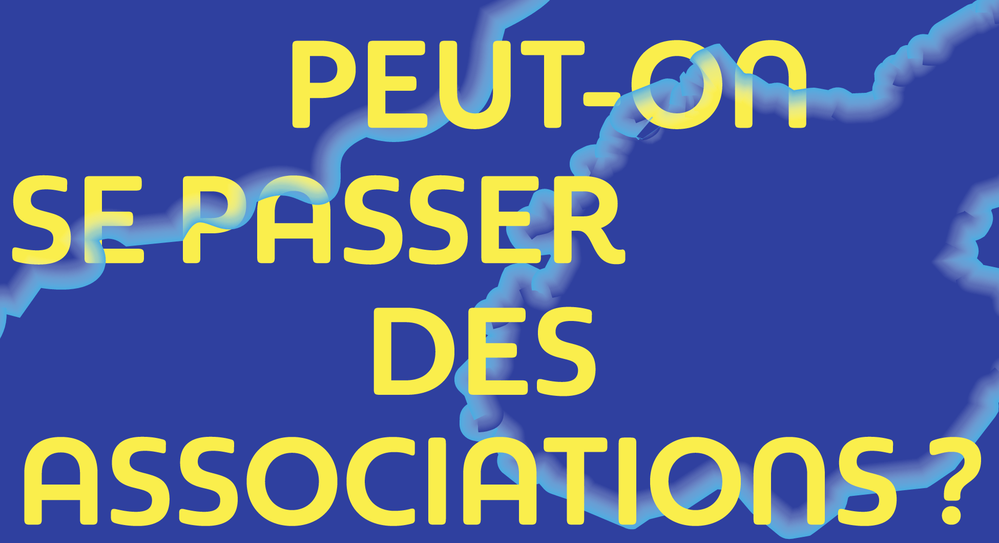 PEUT-ON
SE PASSER
DES
ASSOCIATIONS ?